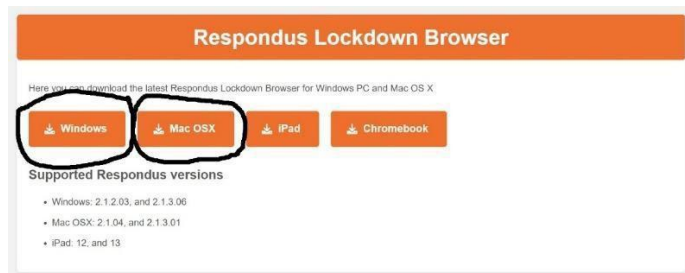 Respondus Lockdown Browser
Here you can download the latest Respondus Lockdown Browser for Windows PC and Mac OS X
Windows Mac OSX iPad Chromebook
Supported Respondus versions
• Windows: 2.1.2.03, and 2.1.3.06
• Mac OSX: 2.1.04, and 2.1.3.01
• iPad: 12, and 13